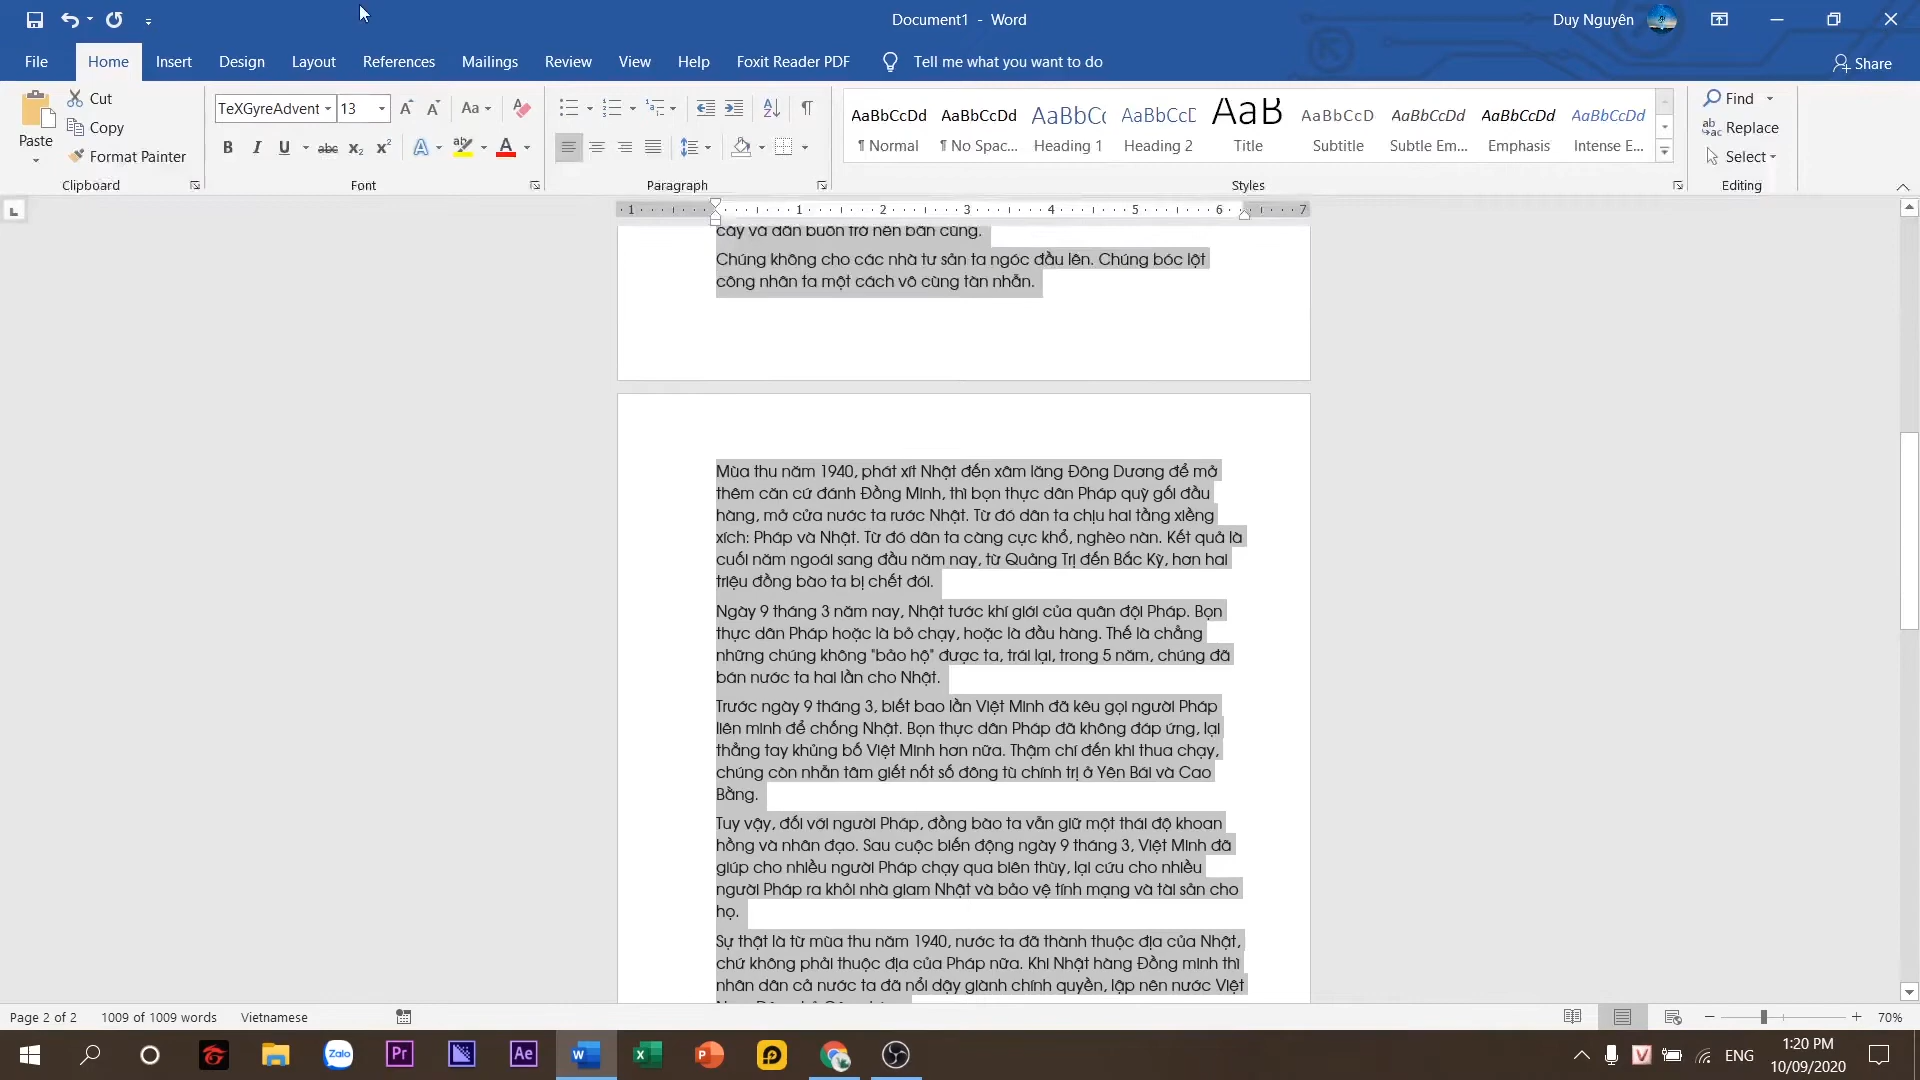 Document1 - Word
Duy Nguyên
File
Home
Insert
Design
Layout
References
Mailings
Review
View
Help
Foxit Reader PDF
Tell me what you want to do
Share
Paste
Cut
Copy
Format Painter
Clipboard
TeXGyreAdvent
13
Aa
Font
Paragraph
AaBbCcDd AaBbCcDd AaBbCc AaBbCcD AaB AaBbCcD AaBbCcDd AaBbCcDd AaBbCcDd
¶ Normal ¶ No Spac... Heading 1 Heading 2 Title Subtitle Subtle Em... Emphasis Intense E...
Styles
Find
Replace
Select
Editing
1 1 2 3 4 5 6 7
cày và dân buôn trở nên bần cùng.
Chúng không cho các nhà tư sản ta ngóc đầu lên. Chúng bóc lột
công nhân ta một cách vô cùng tàn nhẫn.
Mùa thu năm 1940, phát xít Nhật đến xâm lăng Đông Dương để mở
thêm căn cứ đánh Đồng Minh, thì bọn thực dân Pháp quỳ gối đầu
hàng, mở cửa nước ta rước Nhật. Từ đó dân ta chịu hai tầng xiềng
xích: Pháp và Nhật. Từ đó dân ta càng cực khổ, nghèo nàn. Kết quả là
cuối năm ngoái sang đầu năm nay, từ Quảng Trị đến Bắc Kỳ, hơn hai
triệu đồng bào ta bị chết đói.
Ngày 9 tháng 3 năm nay, Nhật tước khí giới của quân đội Pháp. Bọn
thực dân Pháp hoặc là bỏ chạy, hoặc là đầu hàng. Thế là chẳng
những chúng không "bảo hộ" được ta, trái lại, trong 5 năm, chúng đã
bán nước ta hai lần cho Nhật.
Trước ngày 9 tháng 3, biết bao lần Việt Minh đã kêu gọi người Pháp
liên minh để chống Nhật. Bọn thực dân Pháp đã không đáp ứng, lại
thẳng tay khủng bố Việt Minh hơn nữa. Thậm chí đến khi thua chạy,
chúng còn nhẫn tâm giết nốt số đông tù chính trị ở Yên Bái và Cao
Bằng.
Tuy vậy, đối với người Pháp, đồng bào ta vẫn giữ một thái độ khoan
hồng và nhân đạo. Sau cuộc biến động ngày 9 tháng 3, Việt Minh đã
giúp cho nhiều người Pháp chạy qua biên thùy, lại cứu cho nhiều
người Pháp ra khỏi nhà giam Nhật và bảo vệ tính mạng và tài sản cho
họ.
Sự thật là từ mùa thu năm 1940, nước ta đã thành thuộc địa của Nhật,
chứ không phải thuộc địa của Pháp nữa. Khi Nhật hàng Đồng minh thì
nhân dân cả nước ta đã nổi dậy giành chính quyền, lập nên nước Việt
Page 2 of 2
1009 of 1009 words
Vietnamese
70%
Zalo
Pr
Ae
ENG
1:20 PM
10/09/2020